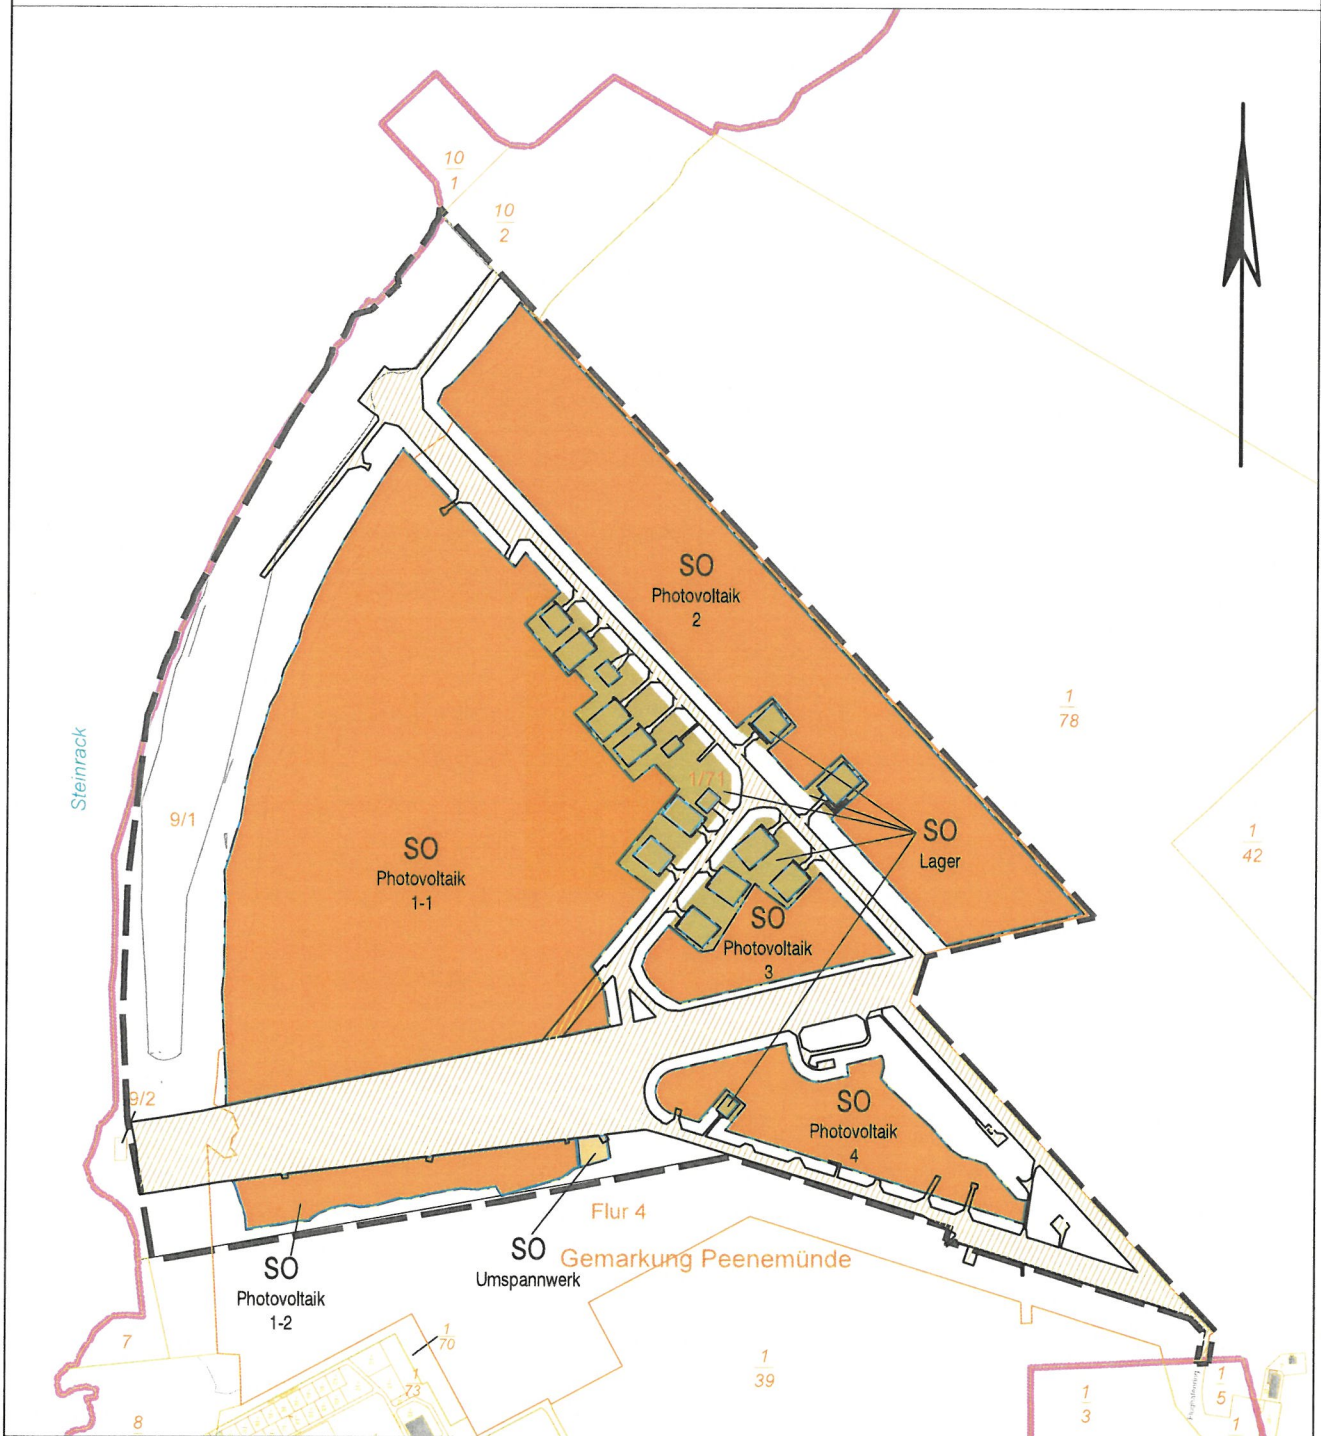 10
1
10
2
SO
Photovoltaik
2
1
78
Steinrack
1/71
9/1
SO
Lager
1
42
SO
Photovoltaik
1-1
SO
Photovoltaik
3
9/2
SO
Photovoltaik
4
Flur 4
SO
Umspannwerk
Gemarkung Peenemünde
SO
Photovoltaik
1-2
7
1
70
1
39
1
73
1
3
1
5
8
1